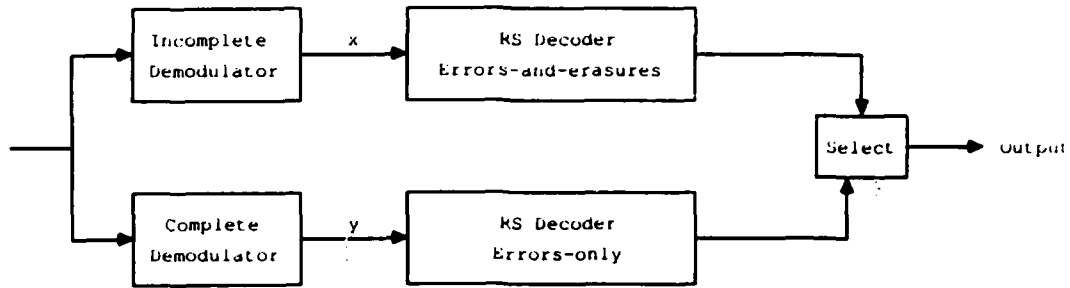 Incomplete
Demodulator
x
RS Decoder
Errors-and-erasures
Select
Output
Complete
Demodulator
y
RS Decoder
Errors-only